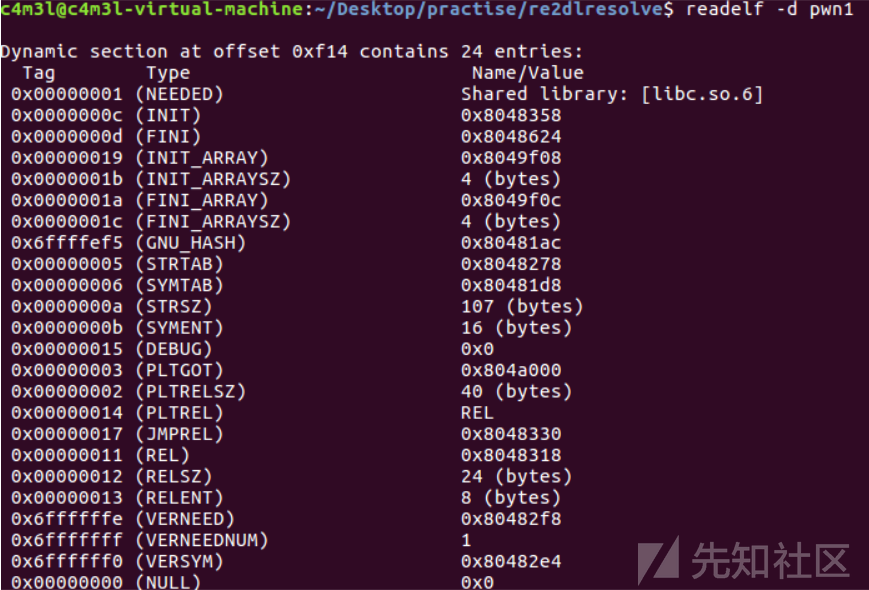 c4m3l@c4m3l-virtual-machine:~/Desktop/practise/re2dlresolve$ readelf -d pwn1
Dynamic section at offset 0xf14 contains 24 entries:
Tag Type Name/Value
0x00000001 (NEEDED) Shared library: [libc.so.6]
0x0000000c (INIT) 0x8048358
0x0000000d (FINI) 0x8048624
0x00000019 (INIT_ARRAY) 0x8049f08
0x0000001b (INIT_ARRAYSZ) 4 (bytes)
0x0000001a (FINI_ARRAY) 0x8049f0c
0x0000001c (FINI_ARRAYSZ) 4 (bytes)
0x6ffffef5 (GNU_HASH) 0x80481ac
0x00000005 (STRTAB) 0x8048278
0x00000006 (SYMTAB) 0x80481d8
0x0000000a (STRSZ) 107 (bytes)
0x0000000b (SYMENT) 16 (bytes)
0x00000015 (DEBUG) 0x0
0x00000003 (PLTGOT) 0x804a000
0x00000002 (PLTRELSZ) 40 (bytes)
0x00000014 (PLTREL) REL
0x00000017 (JMPREL) 0x8048330
0x00000011 (REL) 0x8048318
0x00000012 (RELSZ) 24 (bytes)
0x00000013 (RELENT) 8 (bytes)
0x6ffffffe (VERNEED) 0x80482f8
0x6fffffff (VERNEEDNUM) 1
0x6ffffff0 (VERSYM) 0x80482e4
0x00000000 (NULL) 0x0
先知社区